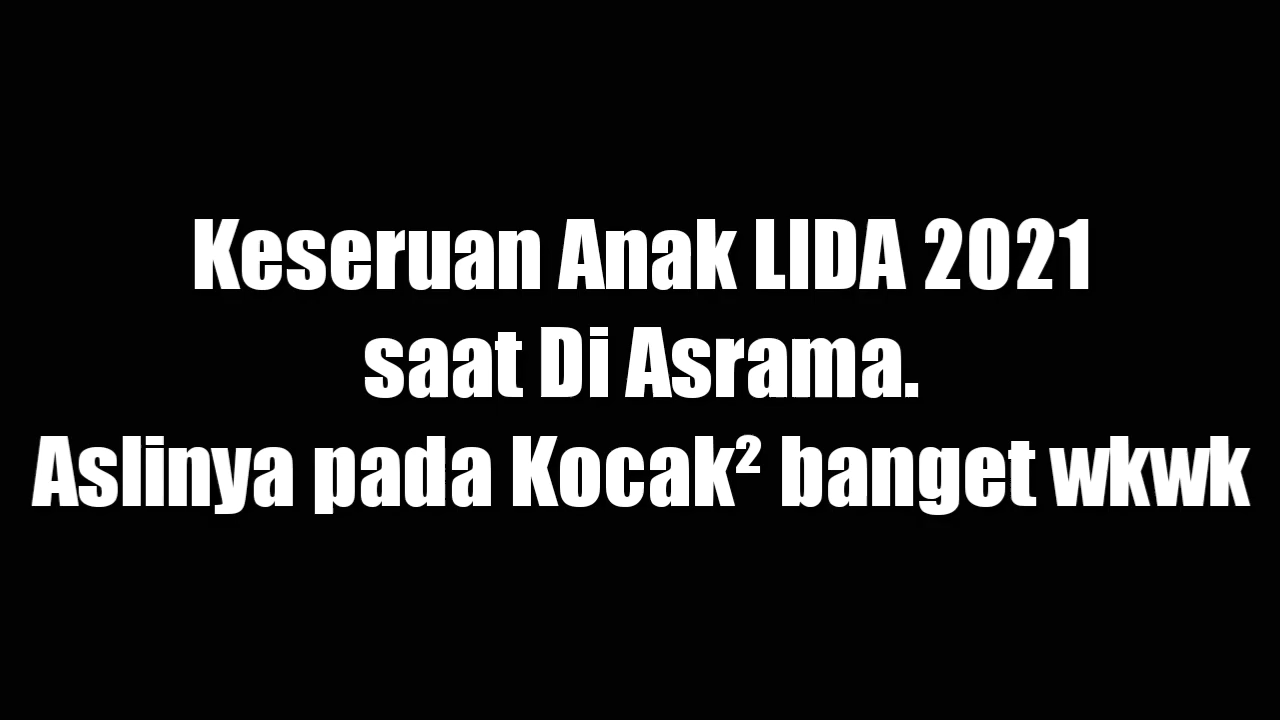 Keseruan Anak LIDA 2021
saat Di Asrama.
Aslinya pada Kocak² banget wkwk